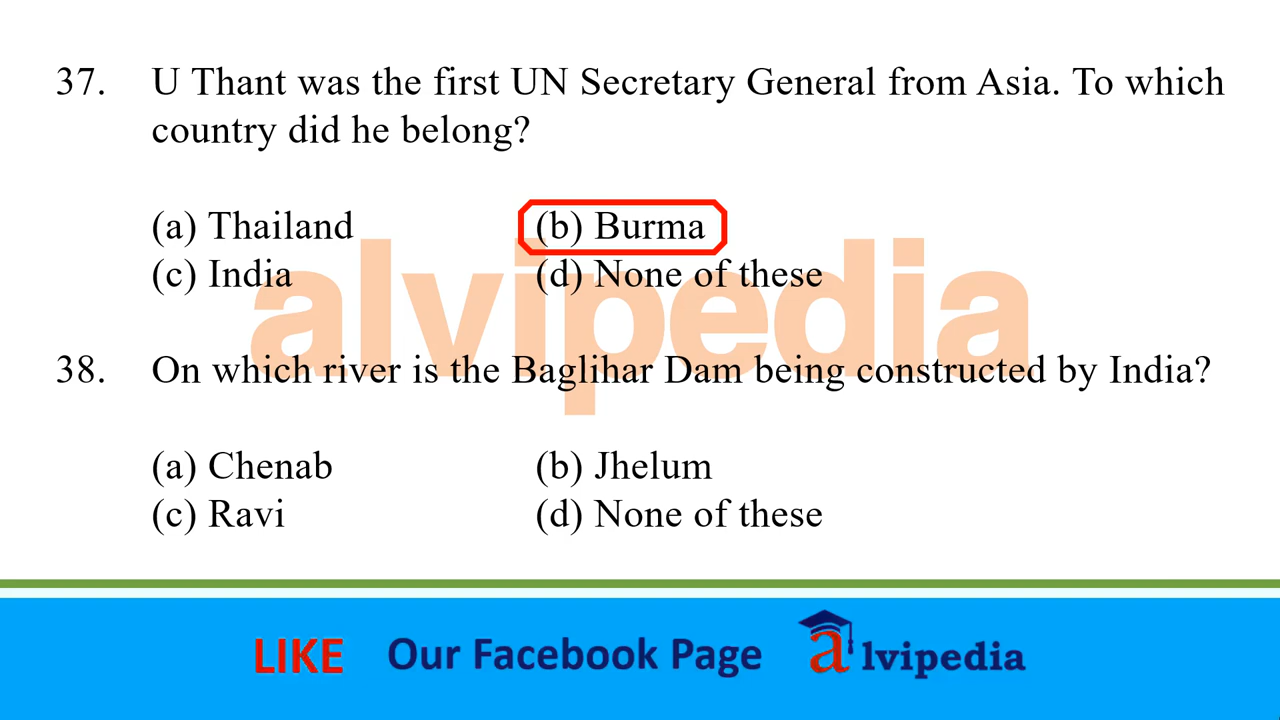 37. U Thant was the first UN Secretary General from Asia. To which
country did he belong?
(a) Thailand (b) Burma
(c) India (d) None of these
alvipedia
38. On which river is the Baglihar Dam being constructed by India?
(a) Chenab (b) Jhelum
(c) Ravi (d) None of these
LIKE Our Facebook Page alvipedia